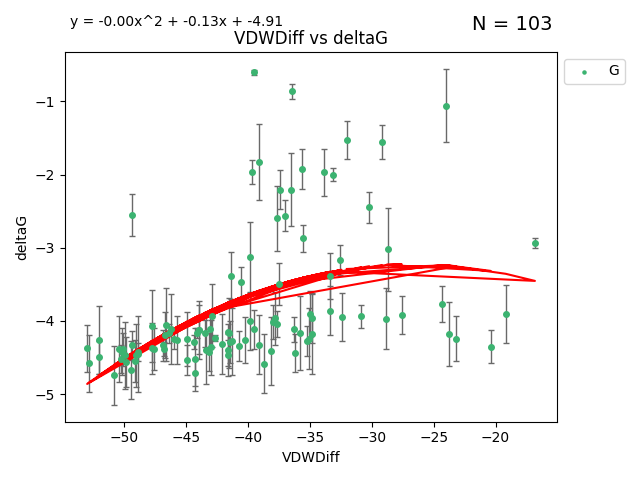 y = -0.00x^2 + -0.13x + -4.91
N = 103
VDWDiff vs deltaG
G
deltaG
−1
−2
−3
−4
−5
−50
−45
−40
−35
−30
−25
−20
VDWDiff